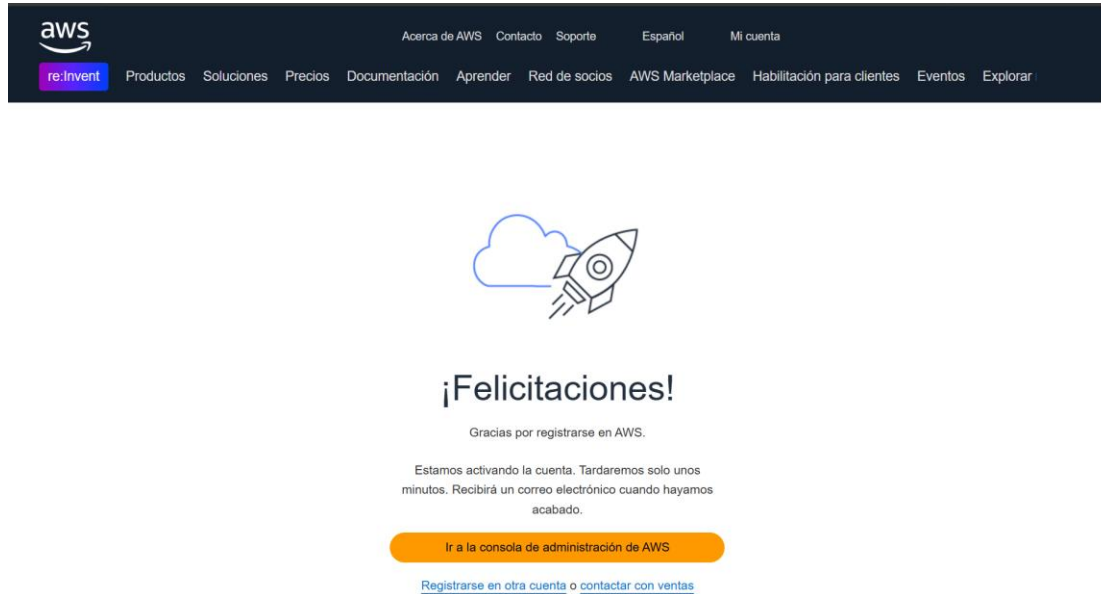 aws
Acerca de AWS Contacto Soporte Español Mi cuenta
re:Invent Productos Soluciones Precios Documentación Aprender Red de socios AWS Marketplace Habilitación para clientes Eventos Explorar
¡Felicitaciones!
Gracias por registrarse en AWS.
Estamos activando la cuenta. Tardaremos solo unos
minutos. Recibirá un correo electrónico cuando hayamos
acabado.
Ir a la consola de administración de AWS
Registrarse en otra cuenta o contactar con ventas